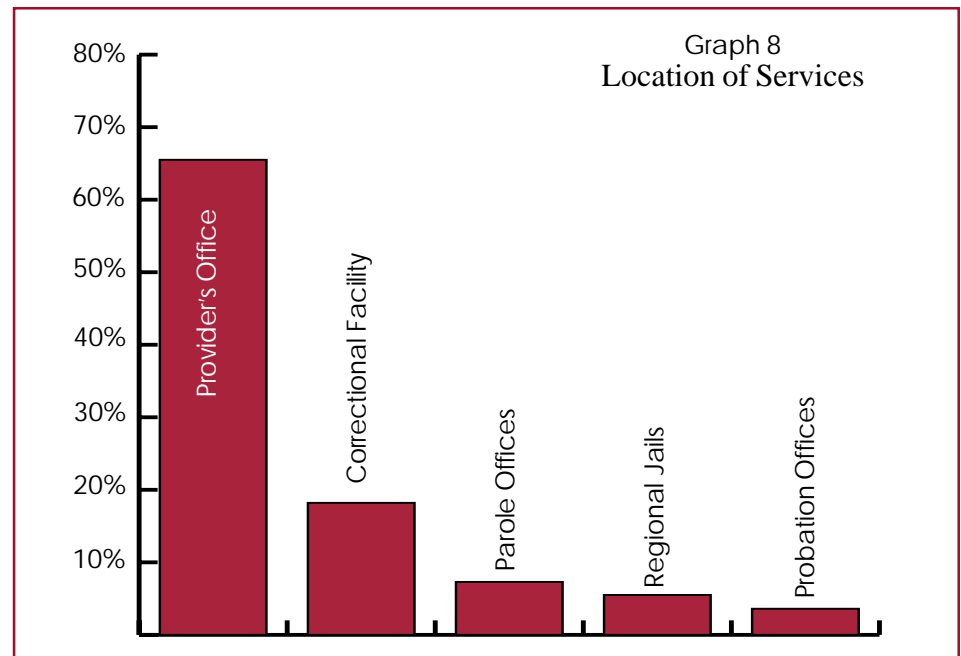 Graph 8
Location of Services
80%
70%
60%
50%
40%
30%
20%
10%
Provider's Office
Correctional Facility
Parole Offices
Regional Jails
Probation Offices